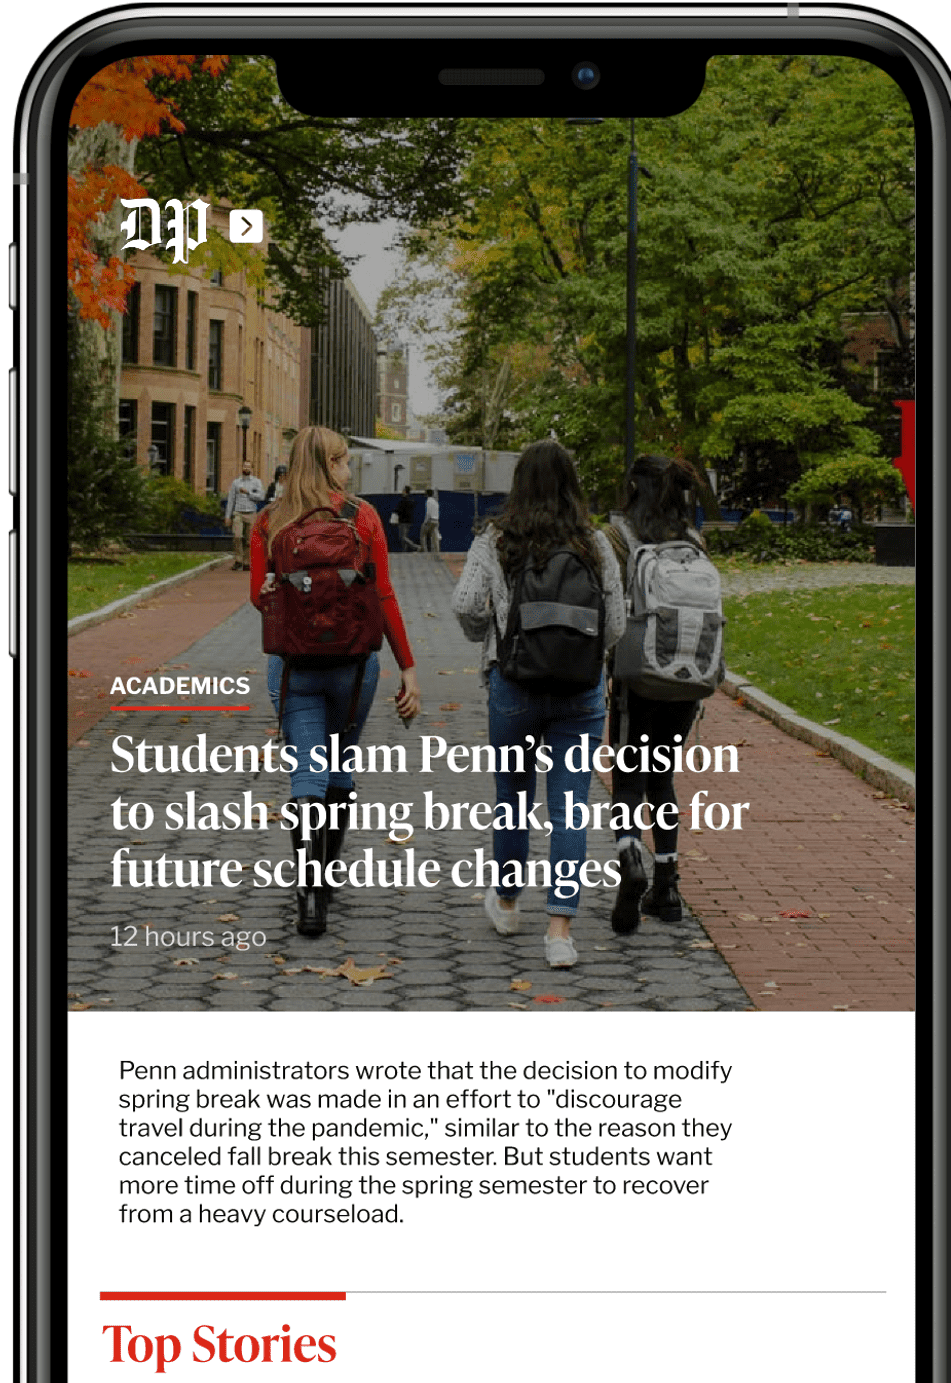 DP
ACADEMICS
Students slam Penn’s decision
to slash spring break, brace for
future schedule changes
12 hours ago
Penn administrators wrote that the decision to modify
spring break was made in an effort to "discourage
travel during the pandemic," similar to the reason they
canceled fall break this semester. But students want
more time off during the spring semester to recover
from a heavy courseload.
Top Stories